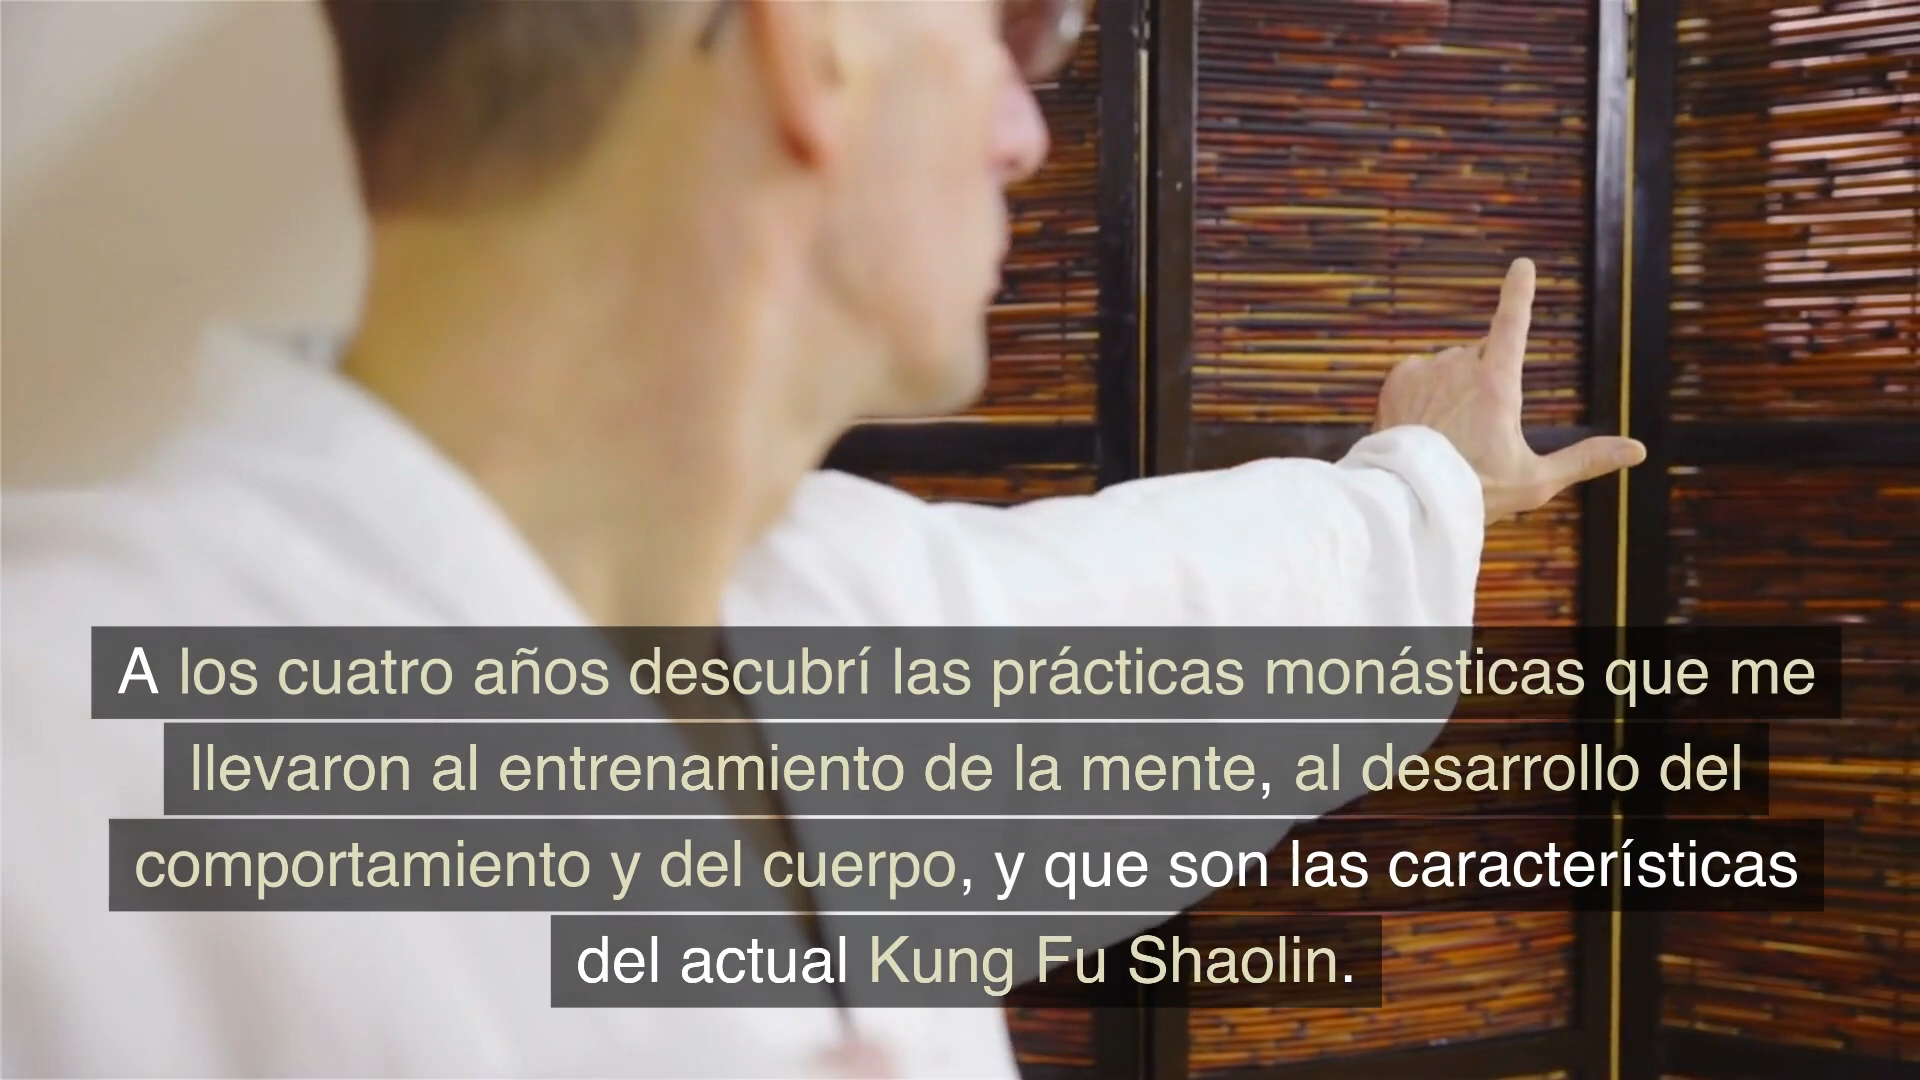 A los cuatro años descubrí las prácticas monásticas que me
llevaron al entrenamiento de la mente, al desarrollo del
comportamiento y del cuerpo, y que son las características
del actual Kung Fu Shaolin.